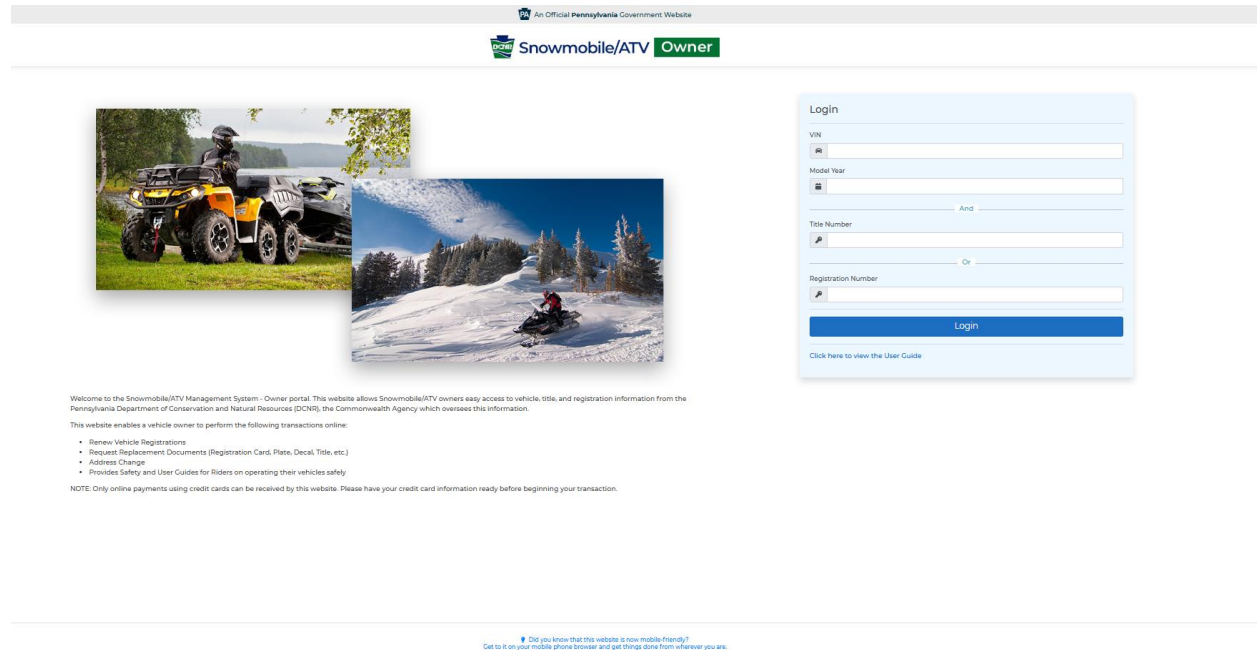 PA An Official Pennsylvania Government Website
DCNR Snowmobile/ATV Owner
Login
VIN
Model Year
And
Title Number
Or
Registration Number
Login
Click here to view the User Guide
Welcome to the Snowmobile/ATV Management System - Owner portal. This website allows Snowmobile/ATV owners easy access to vehicle, title, and registration information from the
Pennsylvania Department of Conservation and Natural Resources (DCNR), the Commonwealth Agency which oversees this information.
This website enables a vehicle owner to perform the following transactions online:
• Renew Vehicle Registrations
• Request Replacement Documents (Registration Card, Plate, Decal, Title, etc.)
• Address Change
• Provides Safety and User Guides for Riders on operating their vehicles safely
NOTE: Only online payments using credit cards can be received by this website. Please have your credit card information ready before beginning your transaction.
Did you know that this website is now mobile-friendly?
Get to it on your mobile phone browser and get things done from wherever you are.